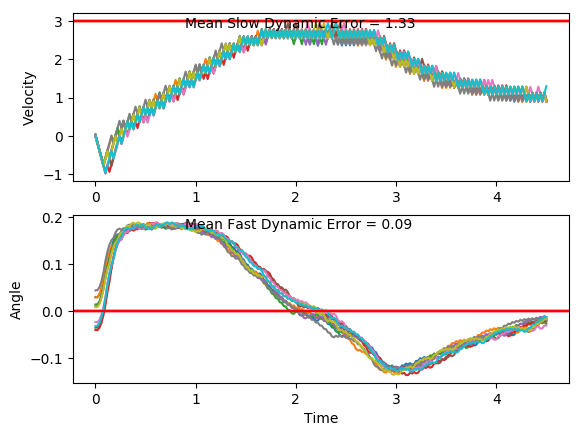 Mean Slow Dynamic Error = 1.33
3
2
1
0
−1
Velocity
0 1 2 3 4
Mean Fast Dynamic Error = 0.09
0.2
0.1
0.0
−0.1
Angle
0 1 2 3 4
Time